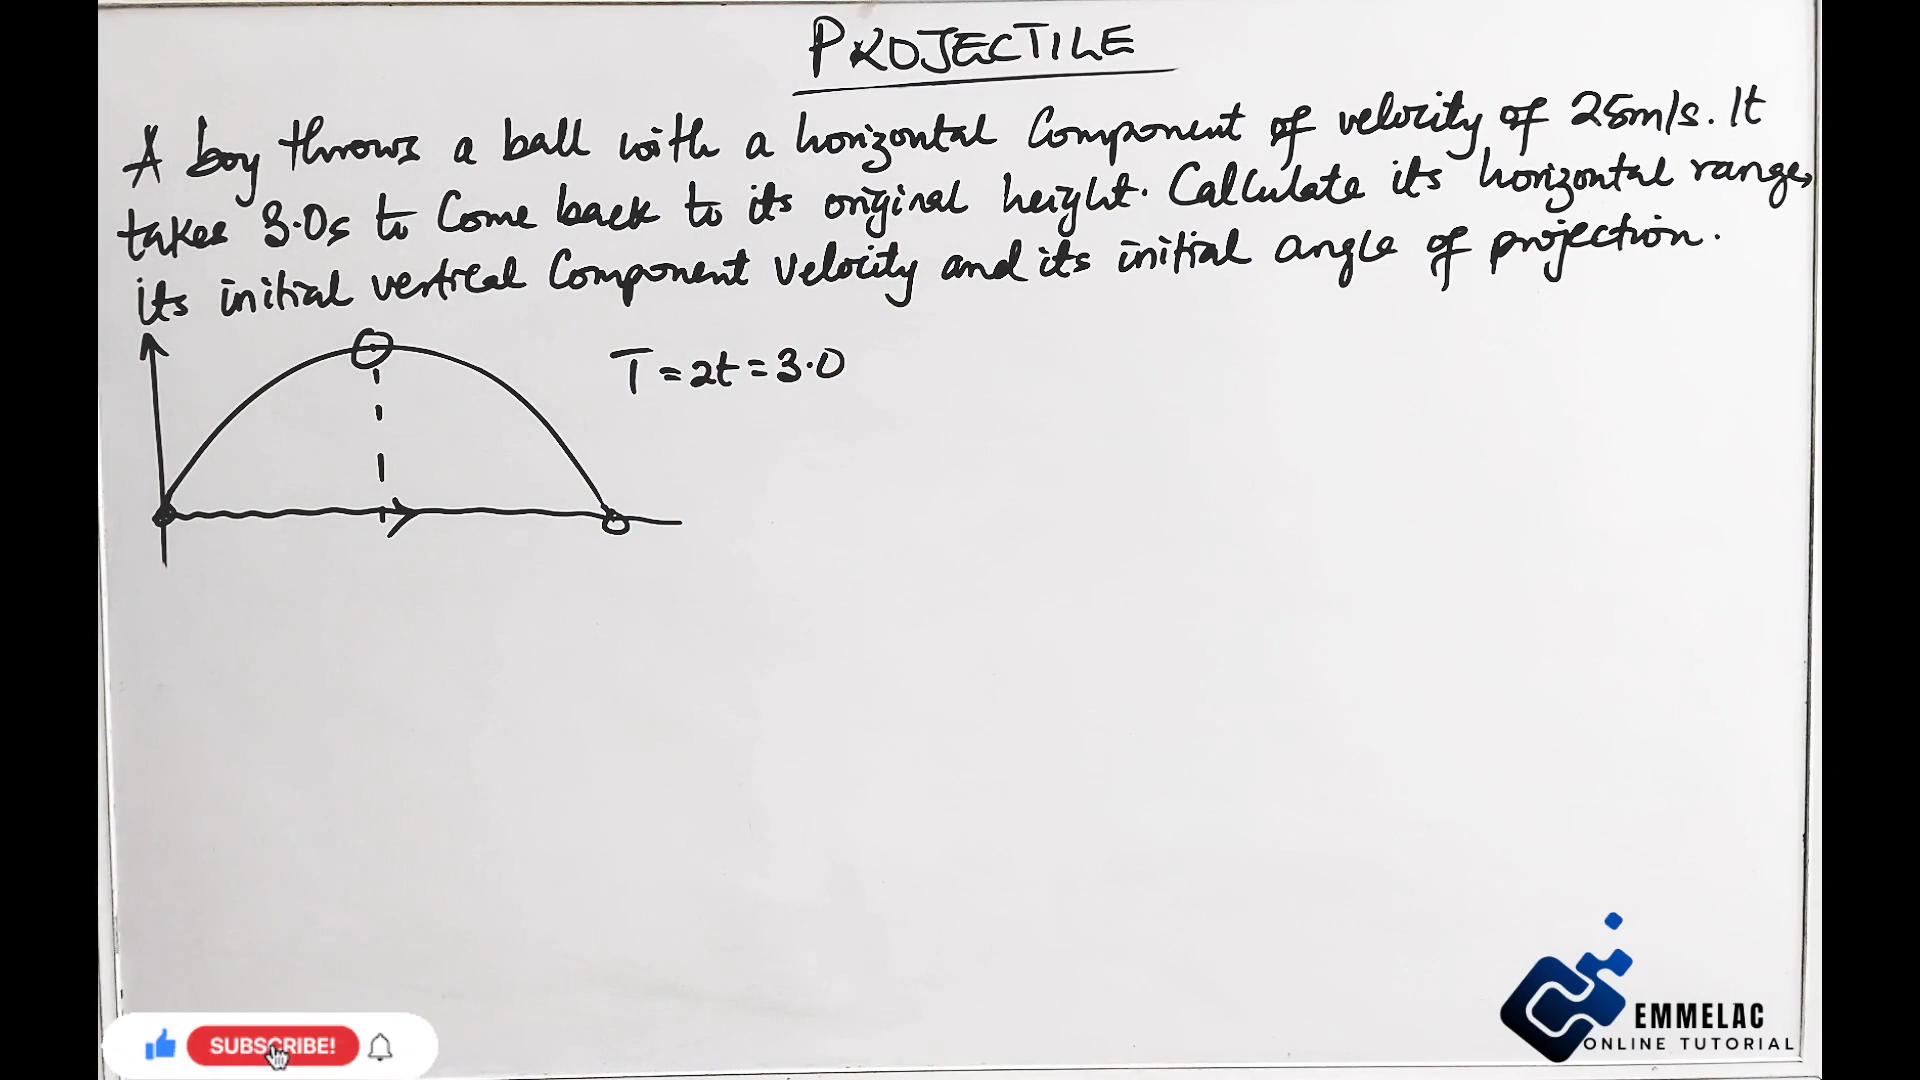 PROJECTILE
A boy throws a ball with a horizontal component of velocity of 25m/s. It
takes 3.0s to come back to its original height. Calculate its horizontal range,
its initial vertical component velocity and its initial angle of projection.
T = 2t = 3.0
SUBSCRIBE!
EMMELAC
ONLINE TUTORIAL